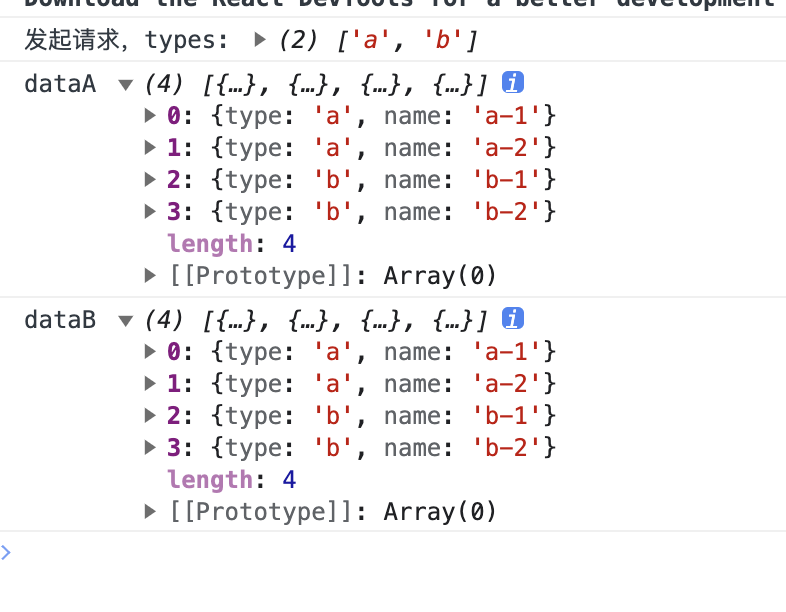 Download the React DevTools for a better development
发起请求，types: ▶ (2) ['a', 'b']
dataA ▼ (4) [{…}, {…}, {…}, {…}] i
▶ 0: {type: 'a', name: 'a-1'}
▶ 1: {type: 'a', name: 'a-2'}
▶ 2: {type: 'b', name: 'b-1'}
▶ 3: {type: 'b', name: 'b-2'}
length: 4
▶ [[Prototype]]: Array(0)
dataB ▼ (4) [{…}, {…}, {…}, {…}] i
▶ 0: {type: 'a', name: 'a-1'}
▶ 1: {type: 'a', name: 'a-2'}
▶ 2: {type: 'b', name: 'b-1'}
▶ 3: {type: 'b', name: 'b-2'}
length: 4
▶ [[Prototype]]: Array(0)
>